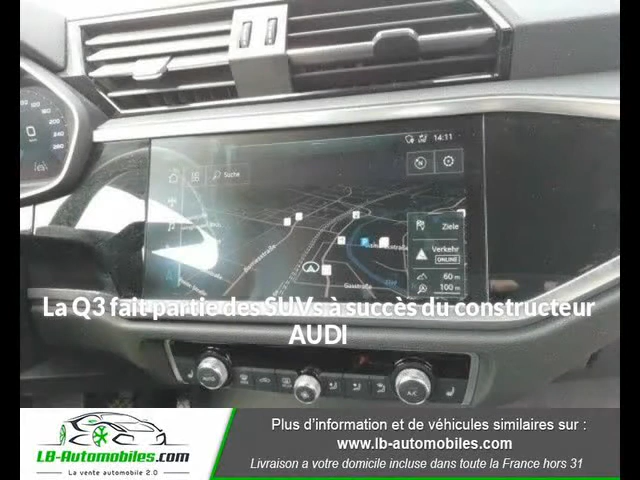 14:11
Suche
Ziele
Verkehr
ONLINE
60 m
100 m
Gasstraße
La Q3 fait partie des SUVs à succès du constructeur
AUDI
AUTO
A/C
LB-Automobiles.com
La vente automobile 2.0
Plus d'information et de véhicules similaires sur :
www.lb-automobiles.com
Livraison a votre domicile incluse dans toute la France hors 31